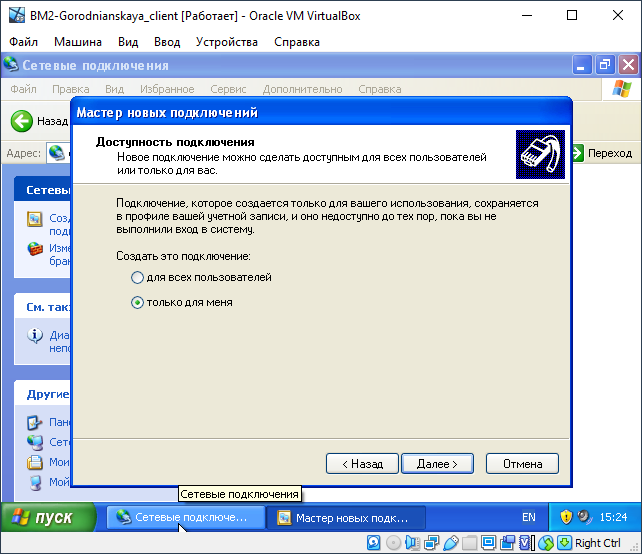 BM2-Gorodnianskaya_client [Работает] - Oracle VM VirtualBox
Файл Машина Вид Ввод Устройства Справка
Сетевые подключения
Файл Правка Вид Избранное Сервис Дополнительно Справка
Назад
Адрес:
Переход
Мастер новых подключений
Доступность подключения
Новое подключение можно сделать доступным для всех пользователей
или только для вас.
Подключение, которое создается только для вашего использования, сохраняется
в профиле вашей учетной записи, и оно недоступно до тех пор, пока вы не
выполнили вход в систему.
Создать это подключение:
для всех пользователей
только для меня
< Назад Далее > Отмена
Сетевы
Созд
подк
Изме
бран
См. такж
Диа
непо
Другие
Пане
Сете
Мои
Мой
Сетевые подключения
пуск
Сетевые подключе...
Мастер новых подк...
EN
15:24
Right Ctrl